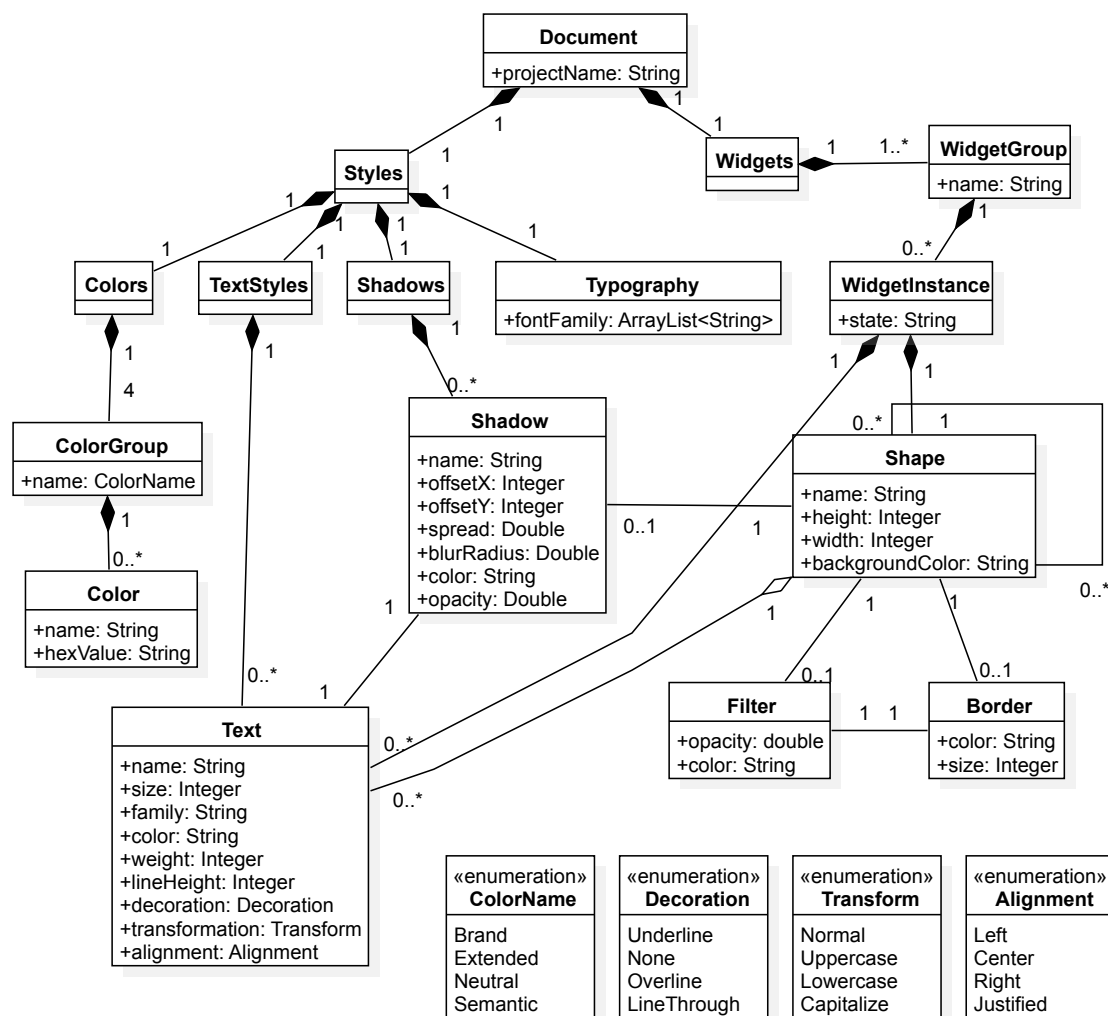 Document
+projectName: String
1
1
1
1
Styles
Widgets
1
1..*
WidgetGroup
+name: String
1
1
1
1
1
1
1
1
1
0..*
Colors
TextStyles
Shadows
Typography
+fontFamily: ArrayList<String>
WidgetInstance
+state: String
1
1
1
1
1
4
0..*
0..*
1
ColorGroup
+name: ColorName
1
0..*
Color
+name: String
+hexValue: String
Shadow
+name: String
+offsetX: Integer
+offsetY: Integer
+spread: Double
+blurRadius: Double
+color: String
+opacity: Double
0..1
1
Shape
+name: String
+height: Integer
+width: Integer
+backgroundColor: String
0..*
1
1
1
1
1
0..*
0..1
0..1
Text
+name: String
+size: Integer
+family: String
+color: String
+weight: Integer
+lineHeight: Integer
+decoration: Decoration
+transformation: Transform
+alignment: Alignment
0..*
0..*
Filter
+opacity: double
+color: String
1
1
Border
+color: String
+size: Integer
«enumeration»
ColorName
Brand
Extended
Neutral
Semantic
«enumeration»
Decoration
Underline
None
Overline
LineThrough
«enumeration»
Transform
Normal
Uppercase
Lowercase
Capitalize
«enumeration»
Alignment
Left
Center
Right
Justified